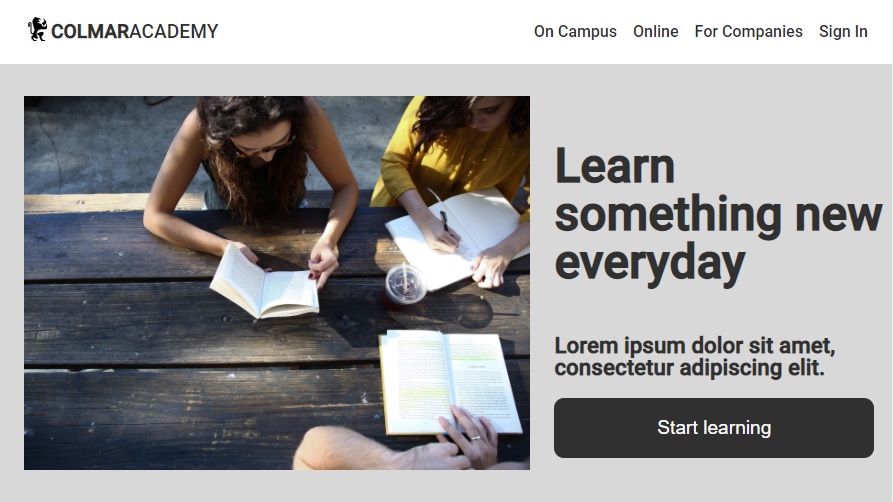 COLMARACADEMY
On Campus Online For Companies Sign In
Learn
something new
everyday
Lorem ipsum dolor sit amet,
consectetur adipiscing elit.
Start learning